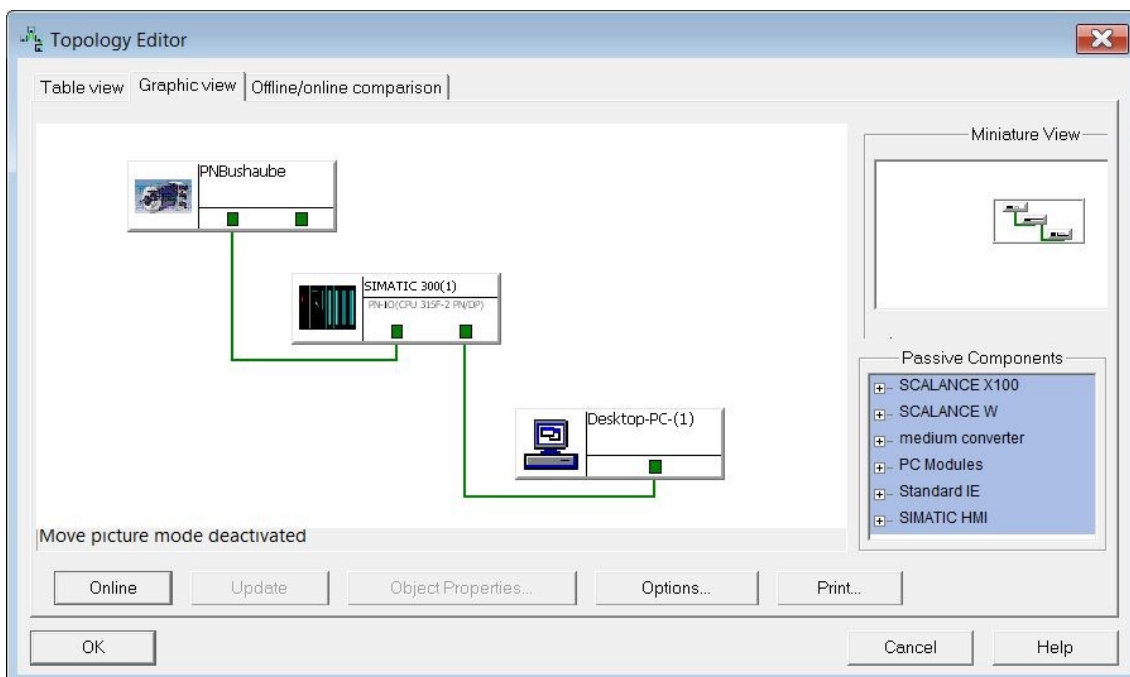 Topology Editor
Table view Graphic view Offline/online comparison
PNBushaube
SIMATIC 300(1)
PN-IO(CPU 315F-2 PN/DP)
Desktop-PC-(1)
Move picture mode deactivated
Miniature View
Passive Components
SCALANCE X100
SCALANCE W
medium converter
PC Modules
Standard IE
SIMATIC HMI
Online Update Object Properties... Options... Print...
OK Cancel Help